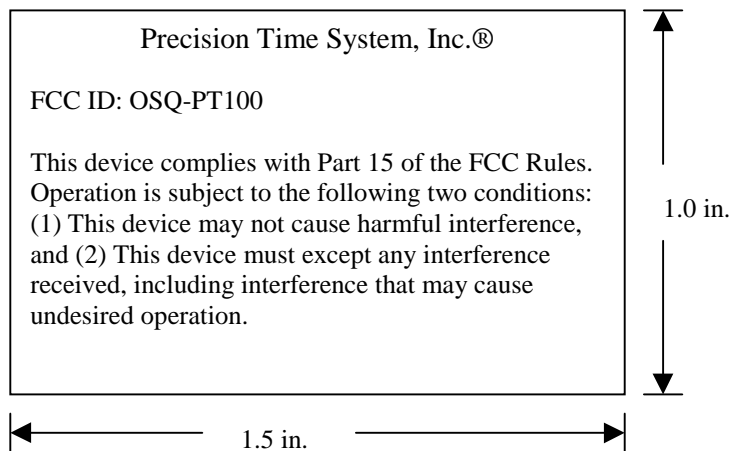 Precision Time System, Inc.®
FCC ID: OSQ-PT100
This device complies with Part 15 of the FCC Rules.
Operation is subject to the following two conditions:
(1) This device may not cause harmful interference,
and (2) This device must except any interference
received, including interference that may cause
undesired operation.
1.0 in.
1.5 in.